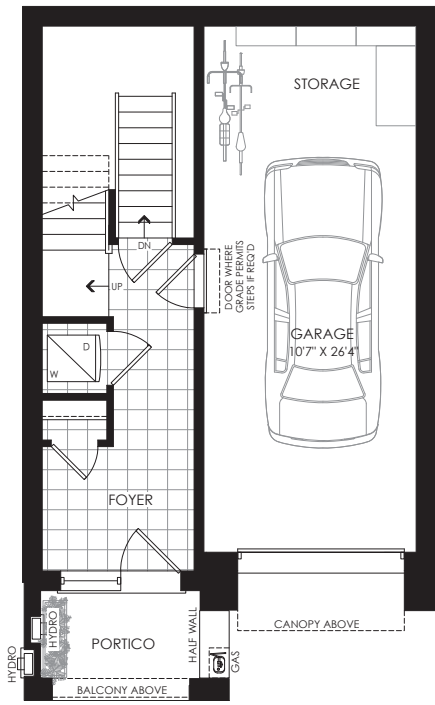 STORAGE
DN
DOOR WHERE
GRADE PERMITS
STEPS IF REQ'D
UP
GARAGE
10'7" X 26'4"
D
W
FOYER
HYDRO
PORTICO
HALF WALL
CANOPY ABOVE
HYDRO
GAS
BALCONY ABOVE